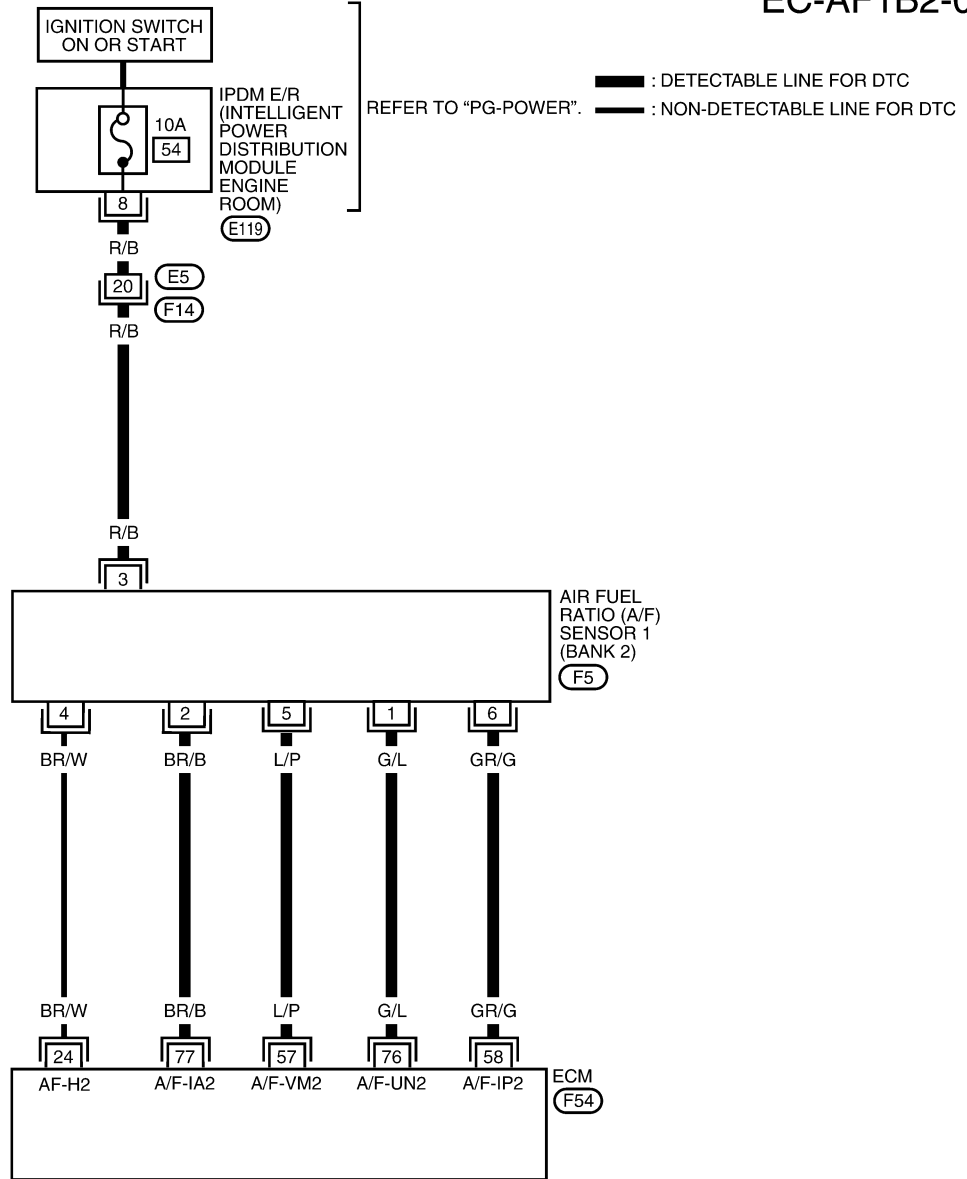 EC-AF1B2-0
IGNITION SWITCH
ON OR START
IPDM E/R
(INTELLIGENT
POWER
DISTRIBUTION
MODULE
ENGINE
ROOM)
E119
10A
54
8
REFER TO “PG-POWER”.
: DETECTABLE LINE FOR DTC
: NON-DETECTABLE LINE FOR DTC
R/B
20
E5
F14
R/B
R/B
3
AIR FUEL
RATIO (A/F)
SENSOR 1
(BANK 2)
F5
4 2 5 1 6
BR/W BR/B L/P G/L GR/G
BR/W BR/B L/P G/L GR/G
24 77 57 76 58
AF-H2 A/F-IA2 A/F-VM2 A/F-UN2 A/F-IP2
ECM
F54